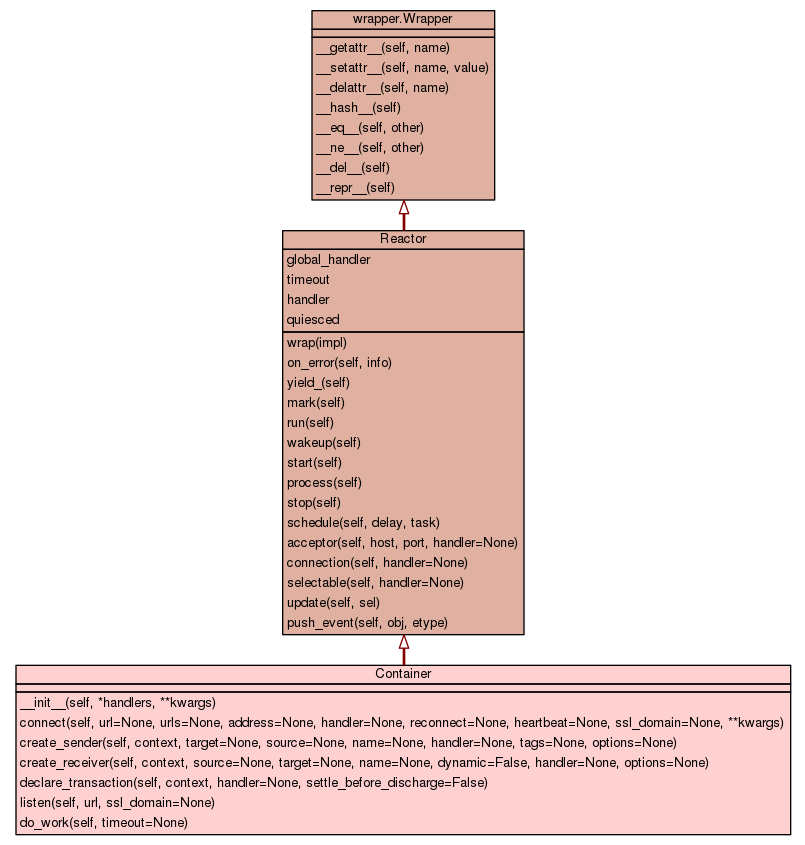 wrapper.Wrapper
__getattr__(self, name)
__setattr__(self, name, value)
__delattr__(self, name)
__hash__(self)
__eq__(self, other)
__ne__(self, other)
__del__(self)
__repr__(self)
Reactor
global_handler
timeout
handler
quiesced
wrap(impl)
on_error(self, info)
yield_(self)
mark(self)
run(self)
wakeup(self)
start(self)
process(self)
stop(self)
schedule(self, delay, task)
acceptor(self, host, port, handler=None)
connection(self, handler=None)
selectable(self, handler=None)
update(self, sel)
push_event(self, obj, etype)
Container
__init__(self, *handlers, **kwargs)
connect(self, url=None, urls=None, address=None, handler=None, reconnect=None, heartbeat=None, ssl_domain=None, **kwargs)
create_sender(self, context, target=None, source=None, name=None, handler=None, tags=None, options=None)
create_receiver(self, context, source=None, target=None, name=None, dynamic=False, handler=None, options=None)
declare_transaction(self, context, handler=None, settle_before_discharge=False)
listen(self, url, ssl_domain=None)
do_work(self, timeout=None)